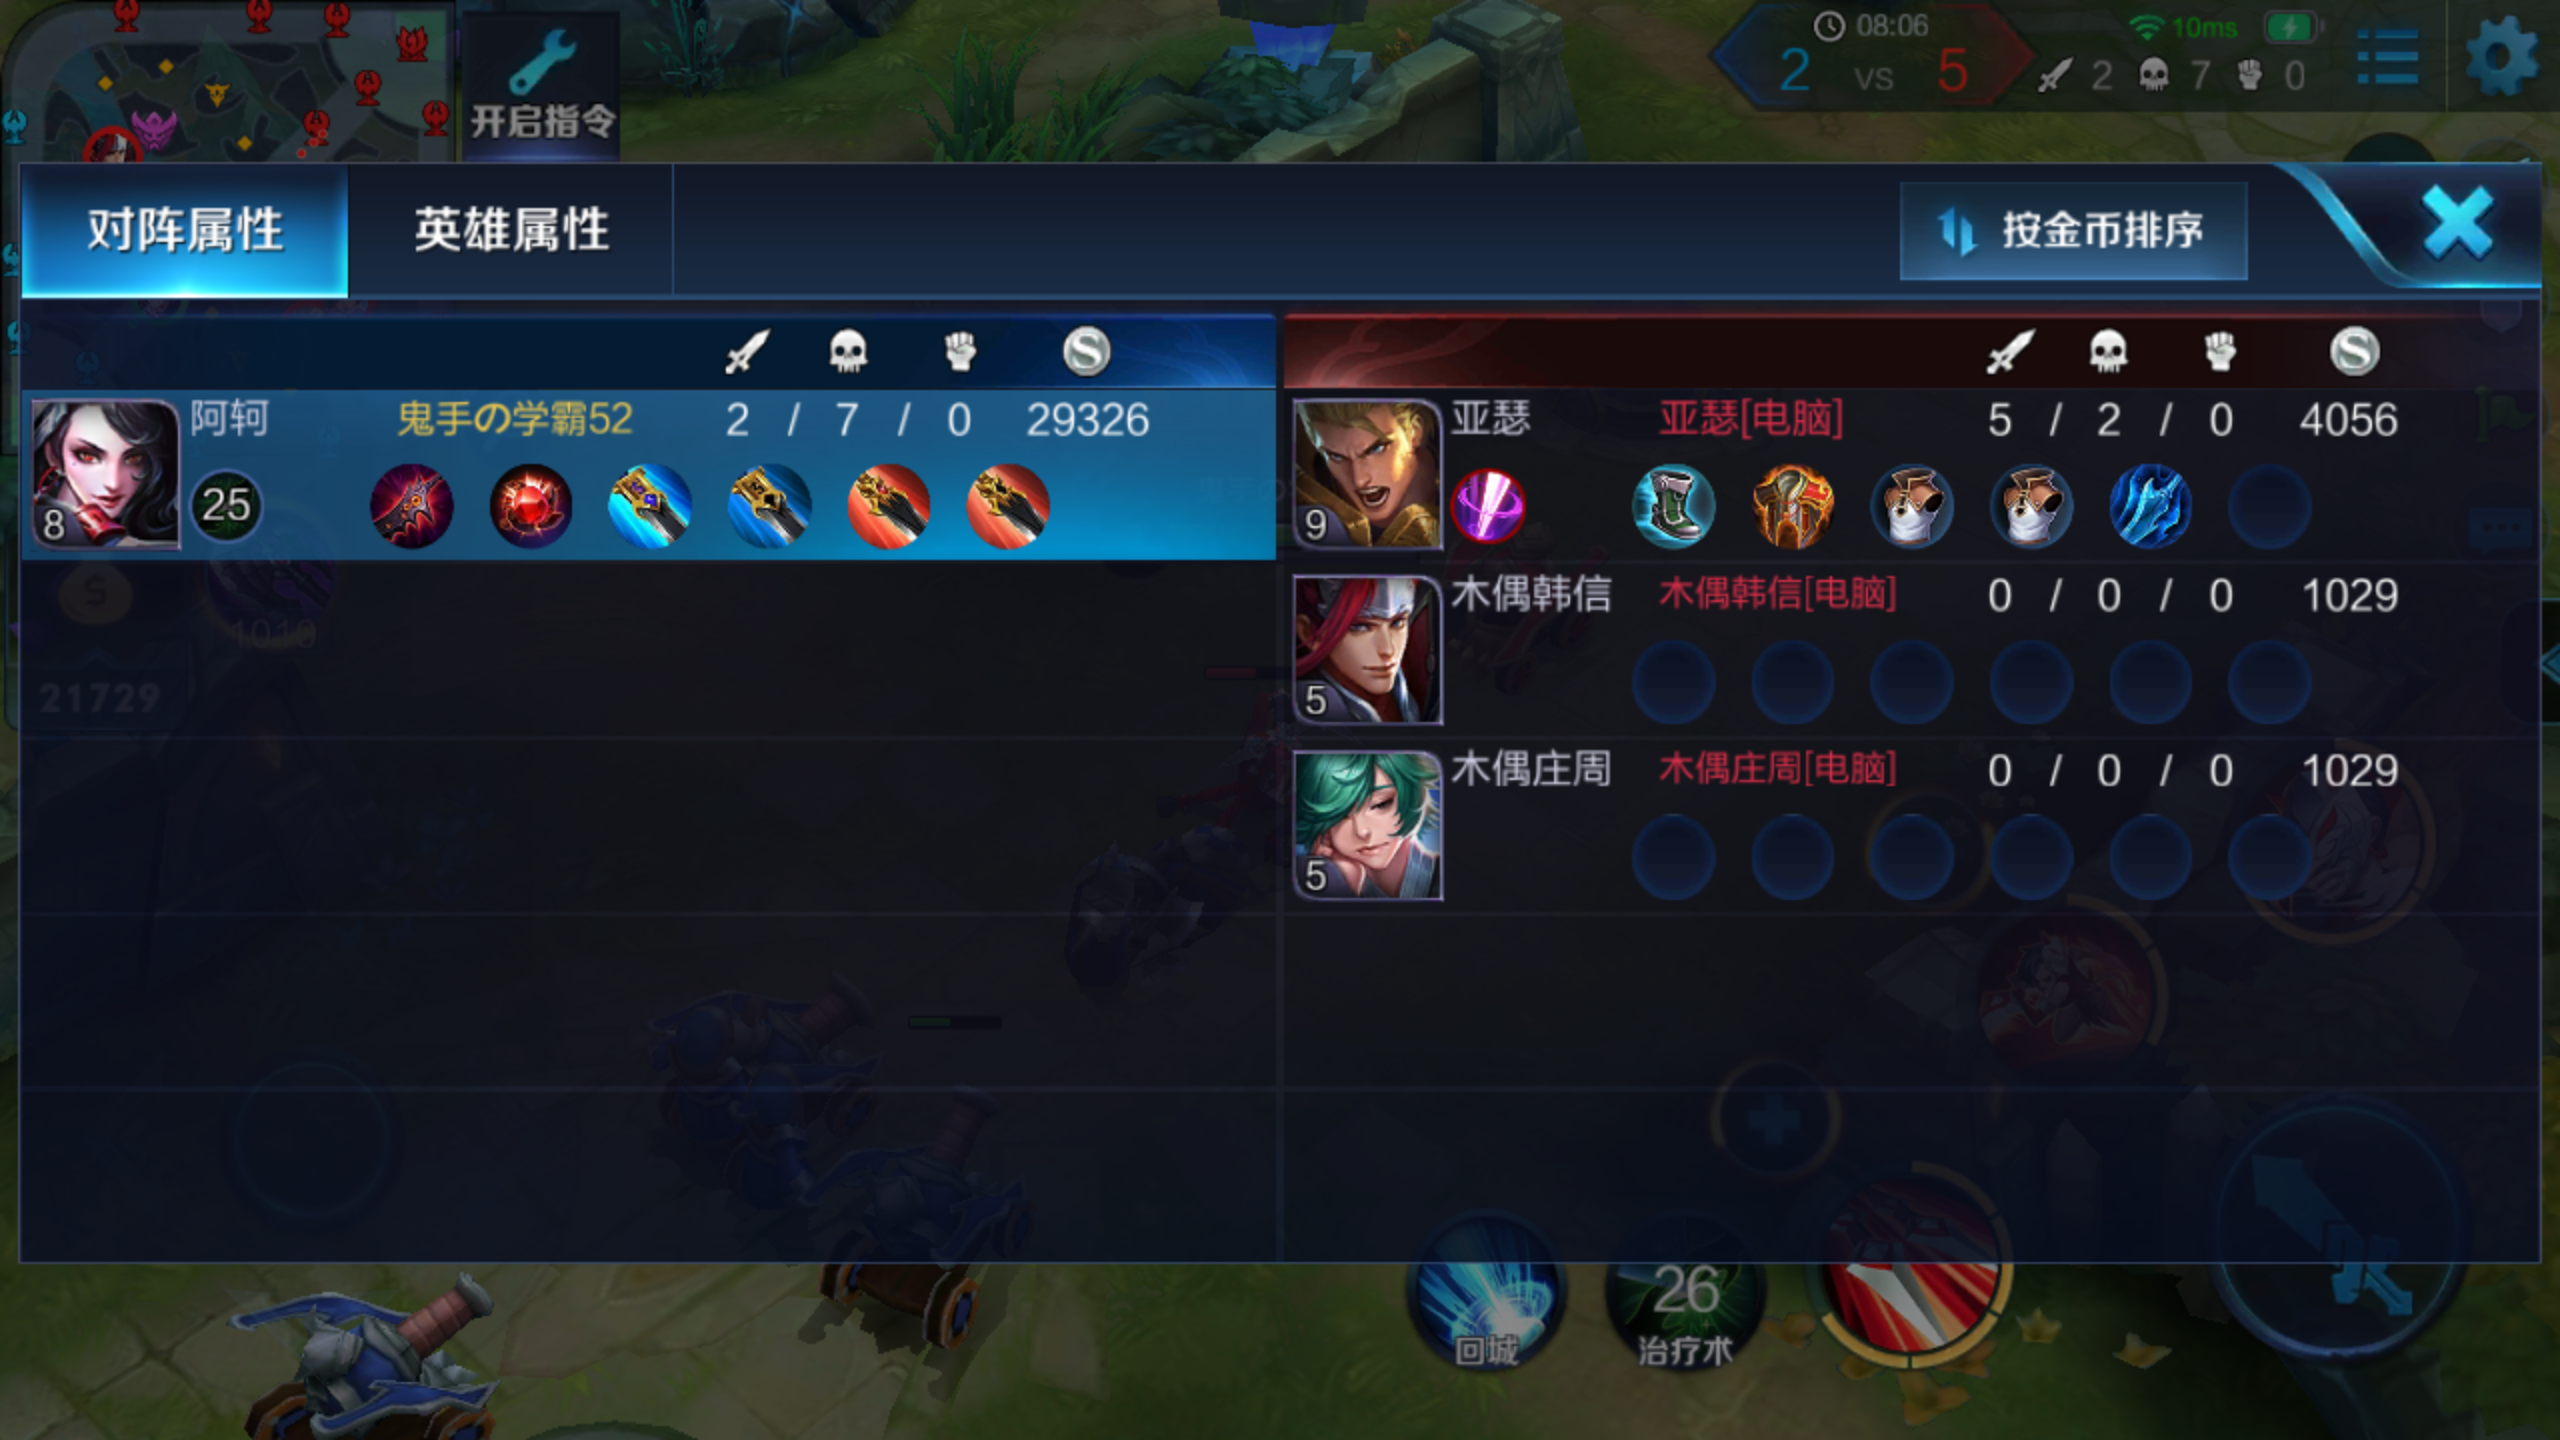 08:06
10ms
2 vs 5
2 7 0
开启指令
对阵属性
英雄属性
按金币排序
阿轲 鬼手の学霸52 2 / 7 / 0 29326
8
25
亚瑟 亚瑟[电脑] 5 / 2 / 0 4056
9
木偶韩信 木偶韩信[电脑] 0 / 0 / 0 1029
5
木偶庄周 木偶庄周[电脑] 0 / 0 / 0 1029
5
1010
21729
26
回城
治疗术